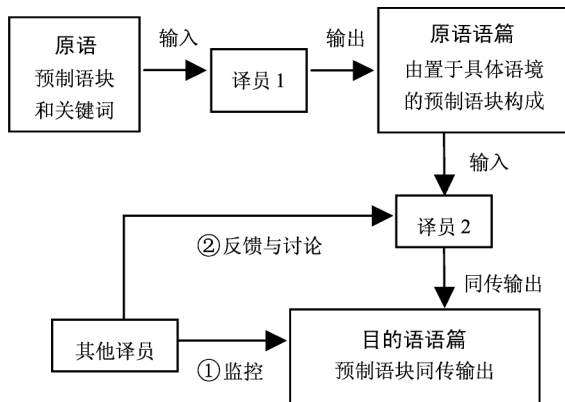 原语
预制语块
和关键词
输入
译员 1
输出
原语语篇
由置于具体语境
的预制语块构成
输入
译员 2
②反馈与讨论
同传输出
其他译员
①监控
目的语语篇
预制语块同传输出